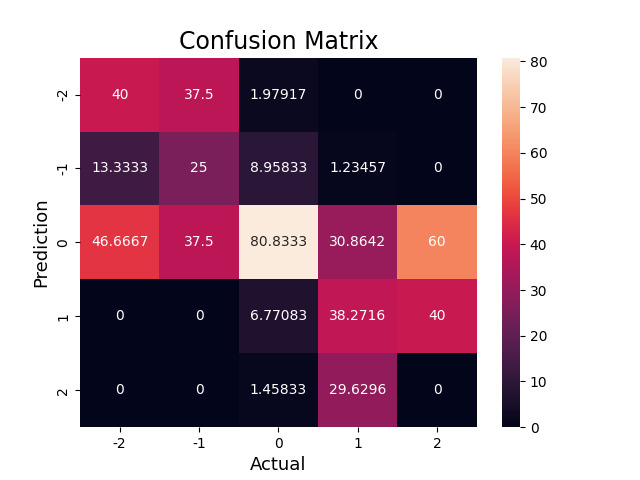 Confusion Matrix
Prediction
-2 40 37.5 1.97917 0 0
-1 13.3333 25 8.95833 1.23457 0
0 46.6667 37.5 80.8333 30.8642 60
1 0 0 6.77083 38.2716 40
2 0 0 1.45833 29.6296 0
-2 -1 0 1 2
Actual
80
70
60
50
40
30
20
10
0